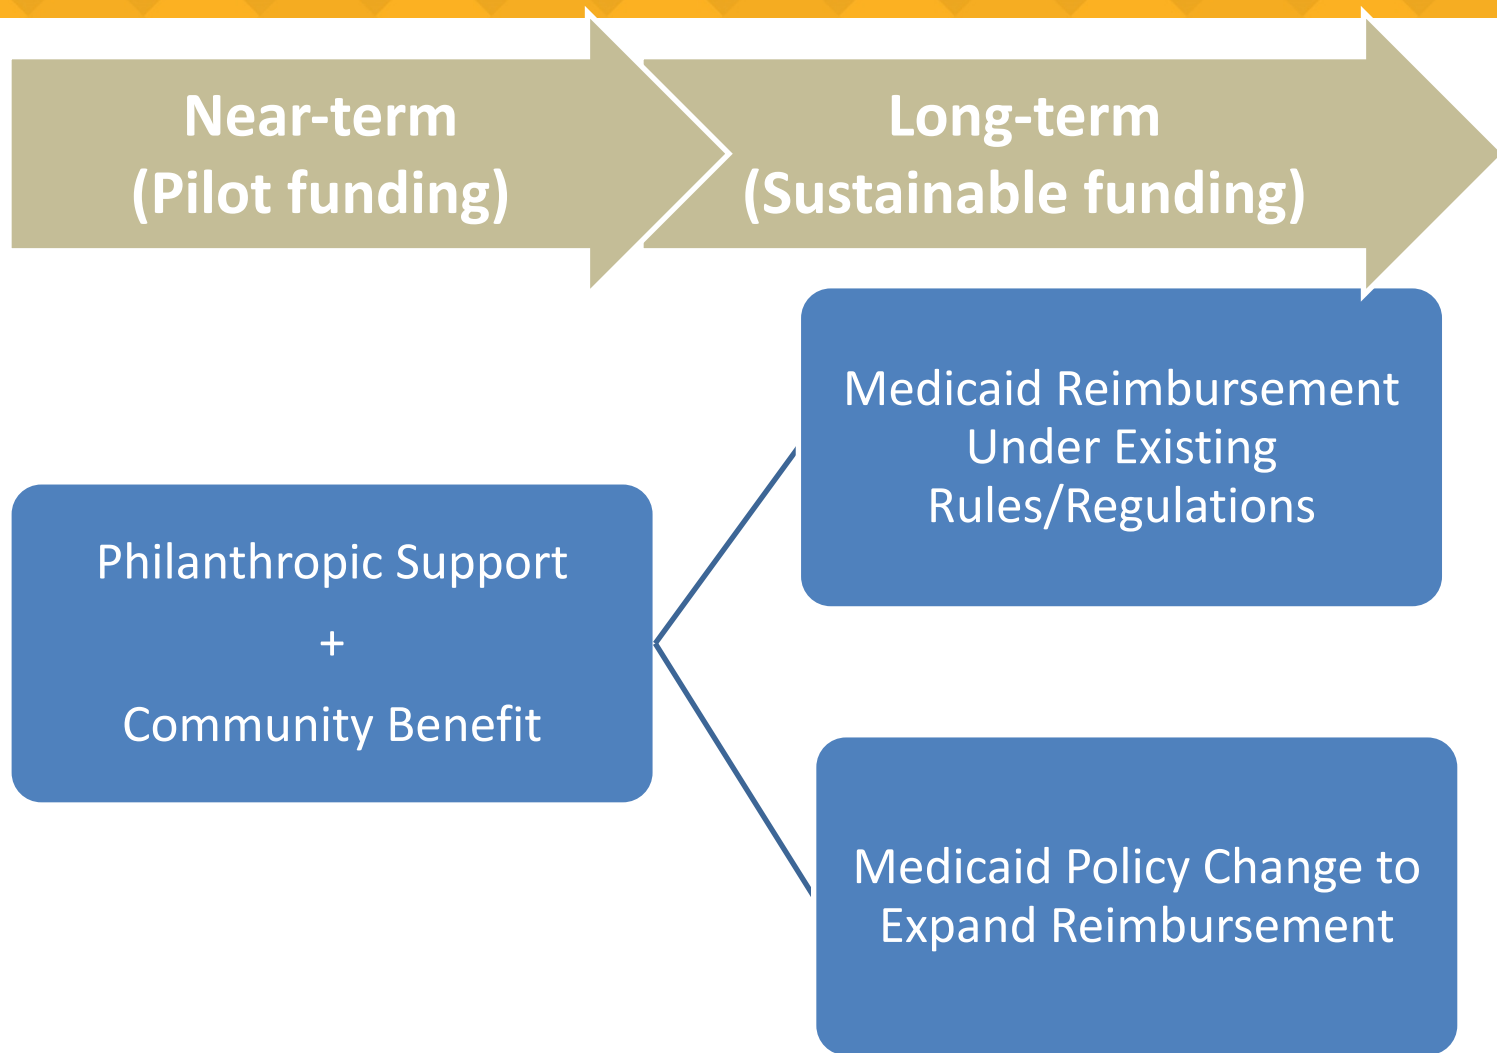 Near-term
(Pilot funding)
Long-term
(Sustainable funding)
Philanthropic Support
+
Community Benefit
Medicaid Reimbursement
Under Existing
Rules/Regulations
Medicaid Policy Change to
Expand Reimbursement